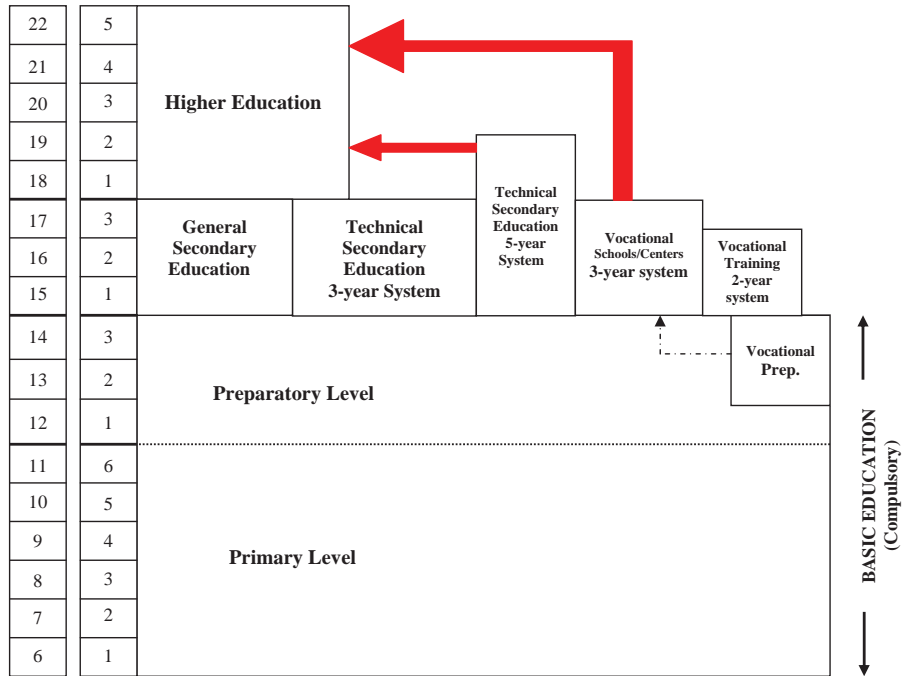 22 5
21 4
20 3
19 2
18 1
17 3
16 2
15 1
14 3
13 2
12 1
11 6
10 5
9 4
8 3
7 2
6 1
Higher Education
General
Secondary
Education
Technical
Secondary
Education
3-year System
Technical
Secondary
Education
5-year
System
Vocational
Schools/Centers
3-year system
Vocational
Training
2-year
system
Vocational
Prep.
Preparatory Level
Primary Level
BASIC EDUCATION
(Compulsory)